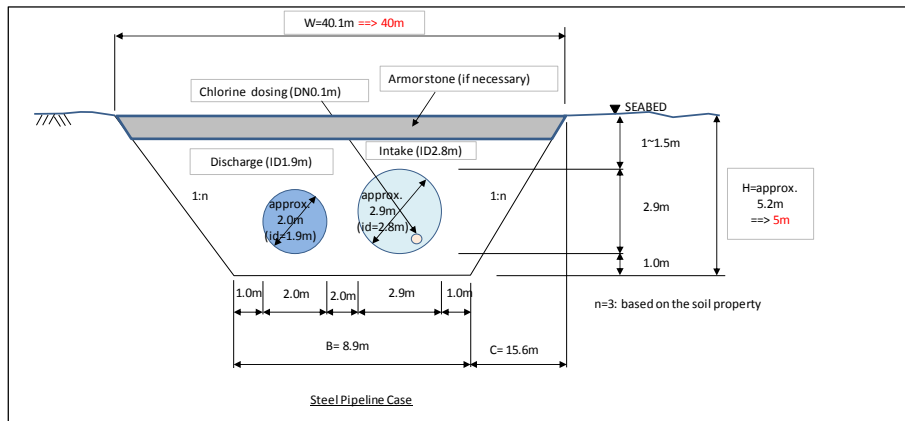 W=40.1m ==> 40m
Armor stone (if necessary)
Chlorine dosing (DN0.1m)
SEABED
1~1.5m
Discharge (ID1.9m)
Intake (ID2.8m)
1:n
1:n
approx.
2.0m
(id=1.9m)
approx.
2.9m
(id=2.8m)
2.9m
H=approx.
5.2m
==> 5m
1.0m
1.0m
2.0m
2.0m
2.9m
1.0m
n=3: based on the soil property
B= 8.9m
C= 15.6m
Steel Pipeline Case